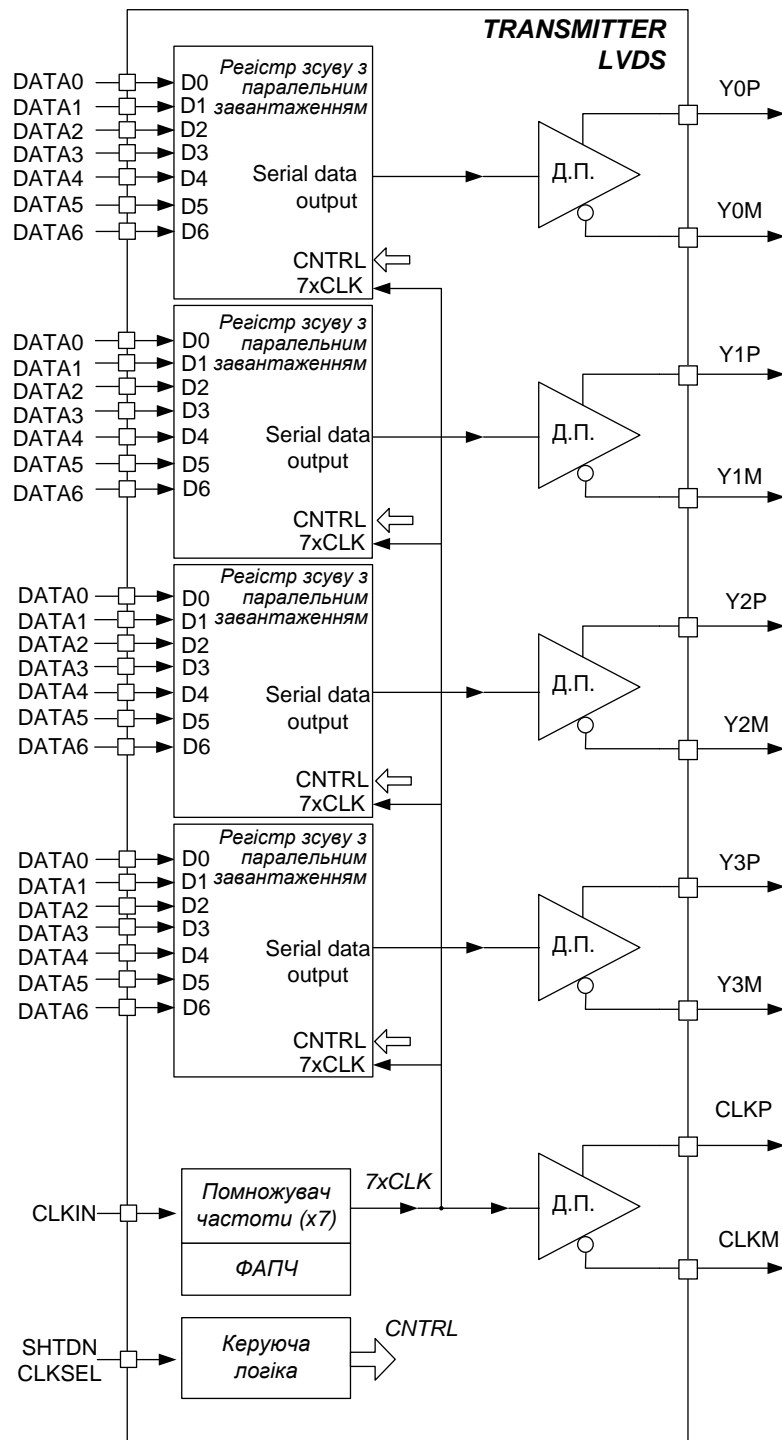 TRANSMITTER
LVDS
DATA0
DATA1
DATA2
DATA3
DATA4
DATA5
DATA6
D0
D1
D2
D3
D4
D5
D6
Регістр зсуву з
паралельним
завантаженням
Serial data
output
CNTRL
7xCLK
Д.П.
Y0P
Y0M
DATA0
DATA1
DATA2
DATA3
DATA4
DATA5
DATA6
D0
D1
D2
D3
D4
D5
D6
Регістр зсуву з
паралельним
завантаженням
Serial data
output
CNTRL
7xCLK
Д.П.
Y1P
Y1M
DATA0
DATA1
DATA2
DATA3
DATA4
DATA5
DATA6
D0
D1
D2
D3
D4
D5
D6
Регістр зсуву з
паралельним
завантаженням
Serial data
output
CNTRL
7xCLK
Д.П.
Y2P
Y2M
DATA0
DATA1
DATA2
DATA3
DATA4
DATA5
DATA6
D0
D1
D2
D3
D4
D5
D6
Регістр зсуву з
паралельним
завантаженням
Serial data
output
CNTRL
7xCLK
Д.П.
Y3P
Y3M
CLKIN
Помножувач
частоти (x7)
ФАПЧ
7xCLK
Д.П.
CLKP
CLKM
SHTDN
CLKSEL
Керуюча
логіка
CNTRL